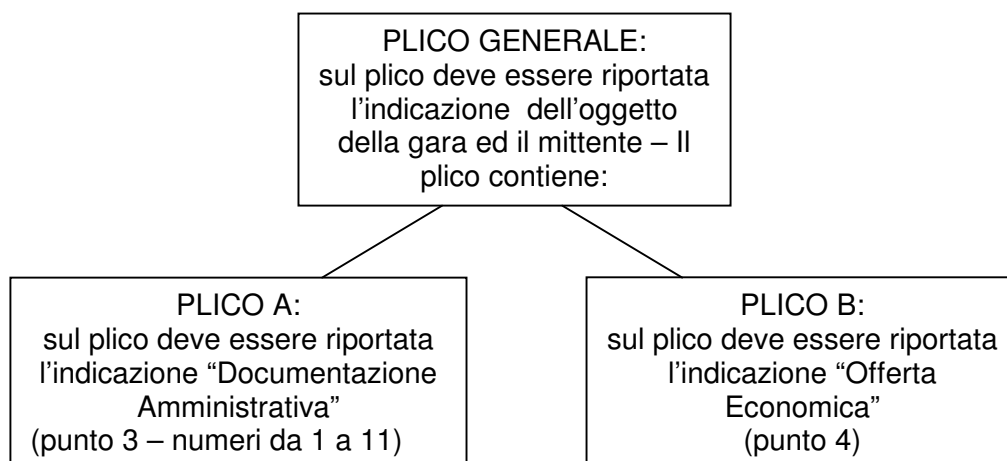 PLICO GENERALE:
sul plico deve essere riportata
l’indicazione dell’oggetto
della gara ed il mittente – Il
plico contiene:
PLICO A:
sul plico deve essere riportata
l’indicazione “Documentazione
Amministrativa”
(punto 3 – numeri da 1 a 11)
PLICO B:
sul plico deve essere riportata
l’indicazione “Offerta
Economica”
(punto 4)